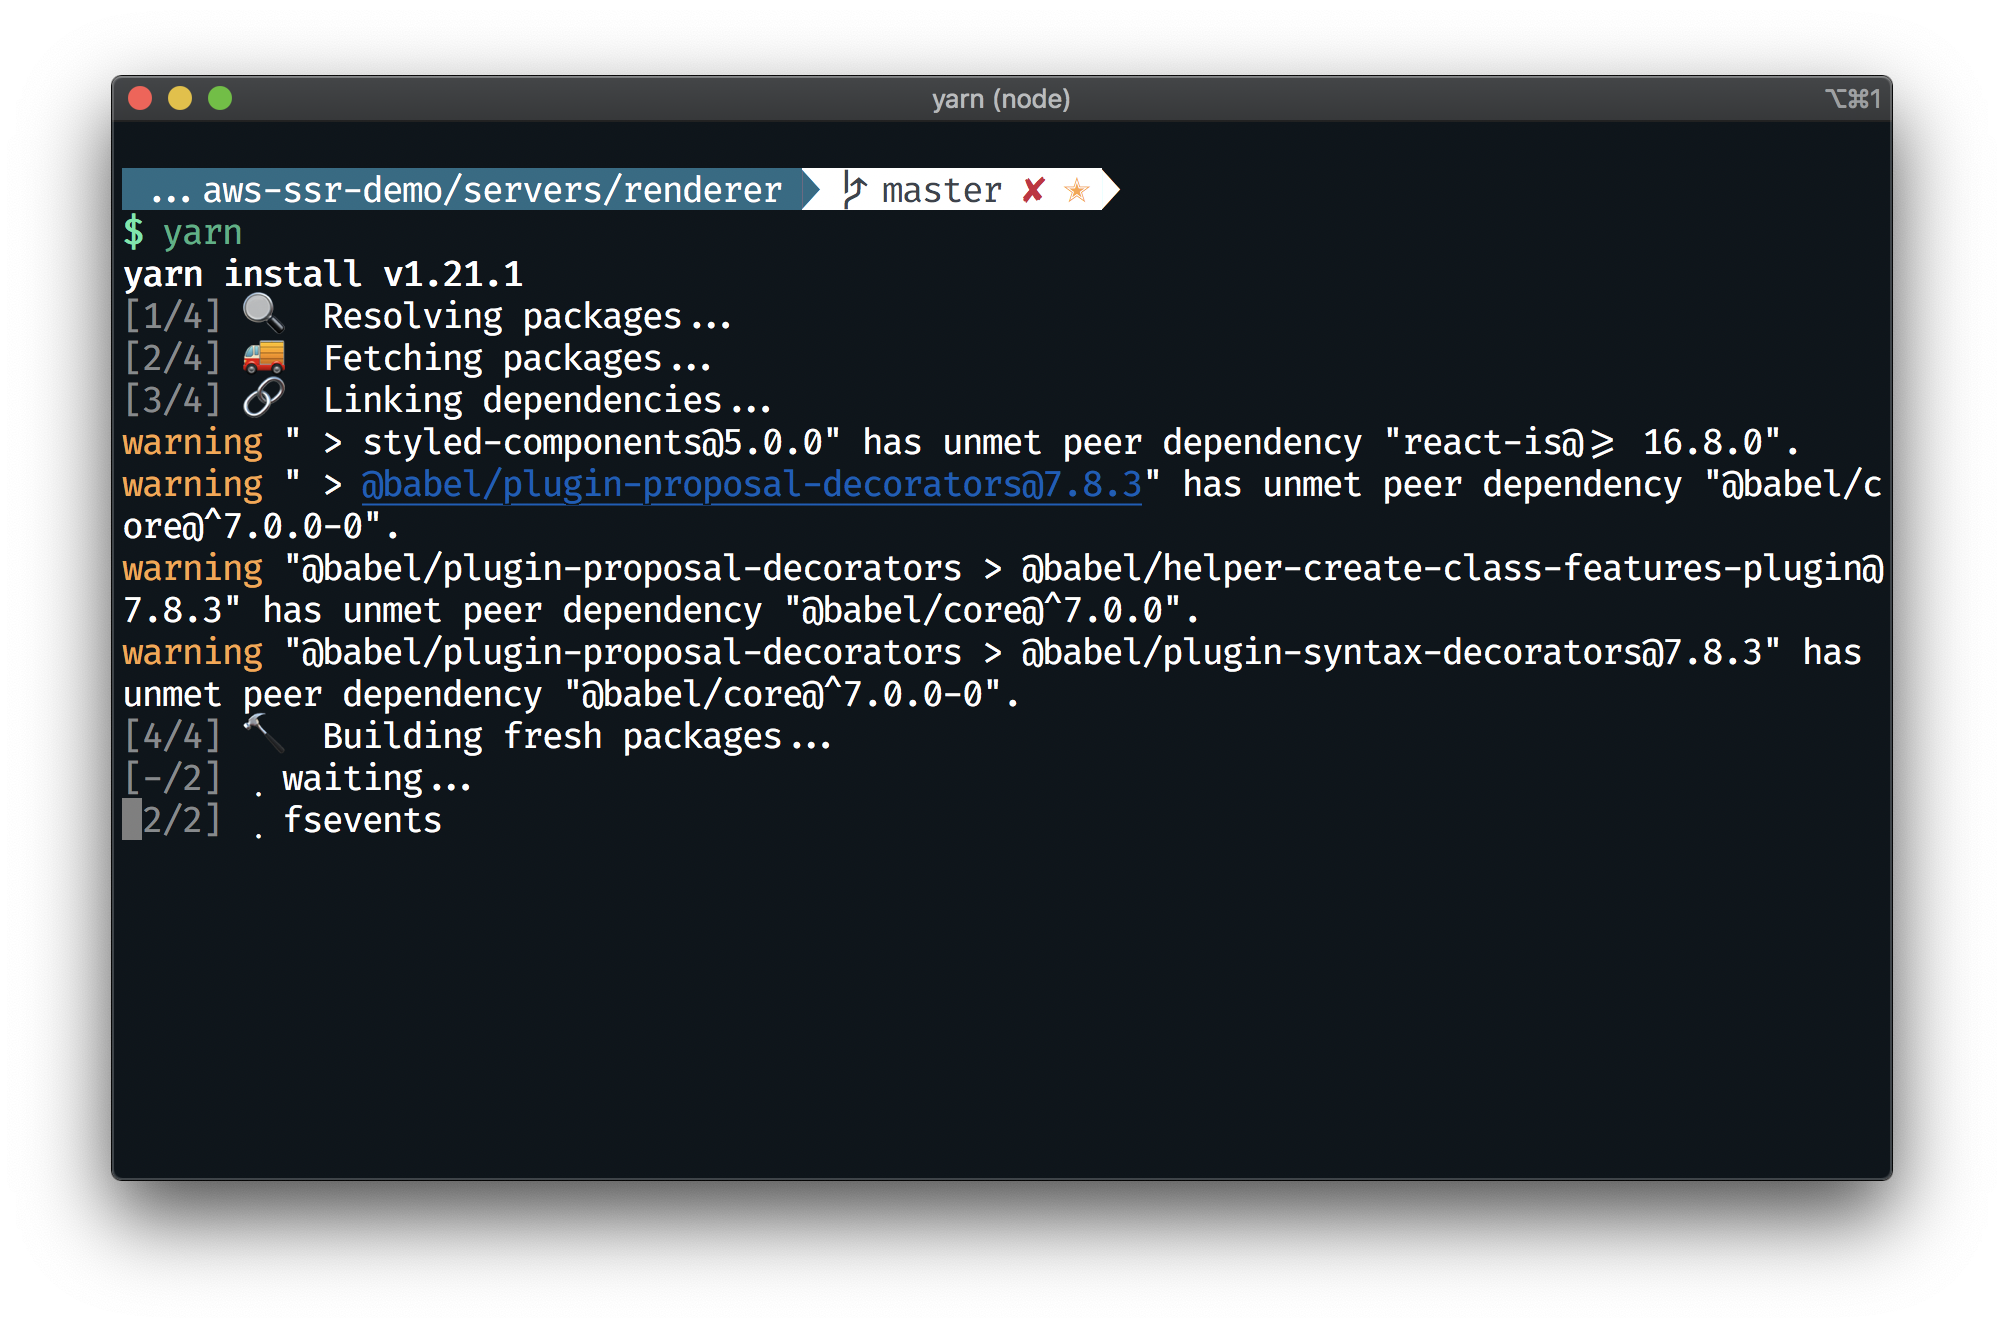 yarn (node)
⌥⌘1
...aws-ssr-demo/servers/renderer master ✘ ✭
$ yarn
yarn install v1.21.1
[1/4] 🔍 Resolving packages...
[2/4] 🚚 Fetching packages...
[3/4] 🔗 Linking dependencies...
warning " > styled-components@5.0.0" has unmet peer dependency "react-is@>= 16.8.0".
warning " > @babel/plugin-proposal-decorators@7.8.3" has unmet peer dependency "@babel/c
ore@^7.0.0-0".
warning "@babel/plugin-proposal-decorators > @babel/helper-create-class-features-plugin@
7.8.3" has unmet peer dependency "@babel/core@^7.0.0".
warning "@babel/plugin-proposal-decorators > @babel/plugin-syntax-decorators@7.8.3" has
unmet peer dependency "@babel/core@^7.0.0-0".
[4/4] 🔨 Building fresh packages...
[-/2] ⡀ waiting...
2/2] ⡀ fsevents